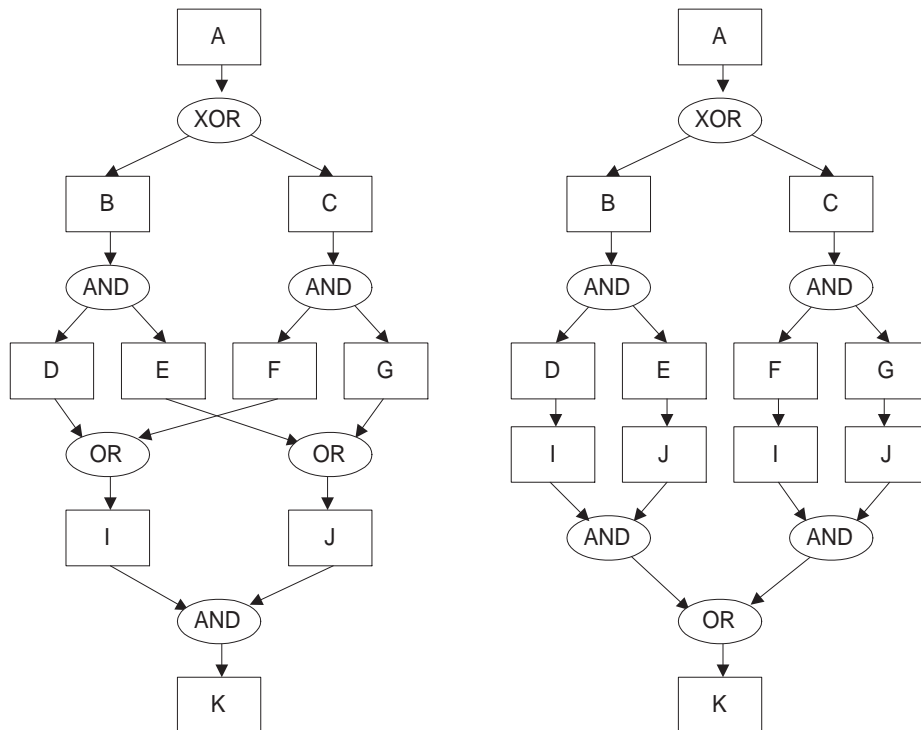 A A
XOR XOR
B C B C
AND AND AND AND
D E F G D E F G
OR OR I J I J
I J AND AND
AND OR
K K